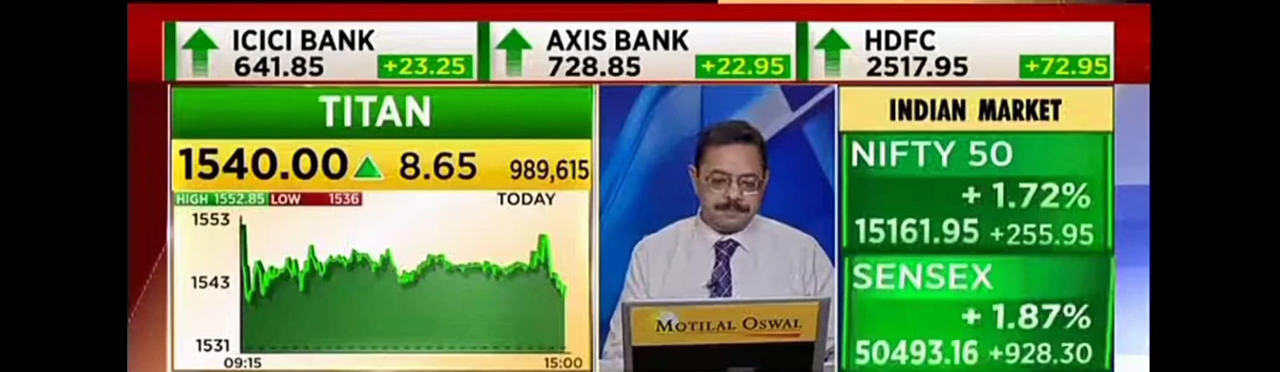 ICICI BANK
641.85 +23.25
AXIS BANK
728.85 +22.95
HDFC
2517.95 +72.95
TITAN
1540.00 8.65 989,615
HIGH 1552.85 LOW 1536 TODAY
1553
1543
1531
09:15 15:00
MOTILAL OSWAL
INDIAN MARKET
NIFTY 50
+ 1.72%
15161.95 +255.95
SENSEX
+ 1.87%
50493.16 +928.30